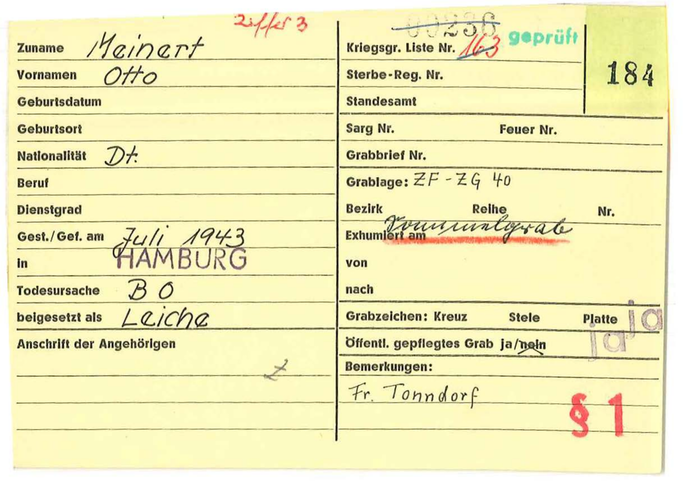 Ziffer 3
Zuname Meinert
Vornamen Otto
Geburtsdatum
Geburtsort
Nationalität Dt.
Beruf
Dienstgrad
Gest./Gef. am Juli 1943
in HAMBURG
Todesursache B O
beigesetzt als Leiche
Anschrift der Angehörigen
Z
00236
geprüft
184
Kriegsgr. Liste Nr. 163
Sterbe-Reg. Nr.
Standesamt
Sarg Nr. Feuer Nr.
Grabbrief Nr.
Grablage: ZF - ZG 40
Bezirk Reihe Nr.
Sammelgrab
Exhumiert am
von
nach
Grabzeichen: Kreuz Stele Platte ja
Öffentl. gepflegtes Grab ja/nein ja
Bemerkungen:
Fr. Tonndorf
§ 1